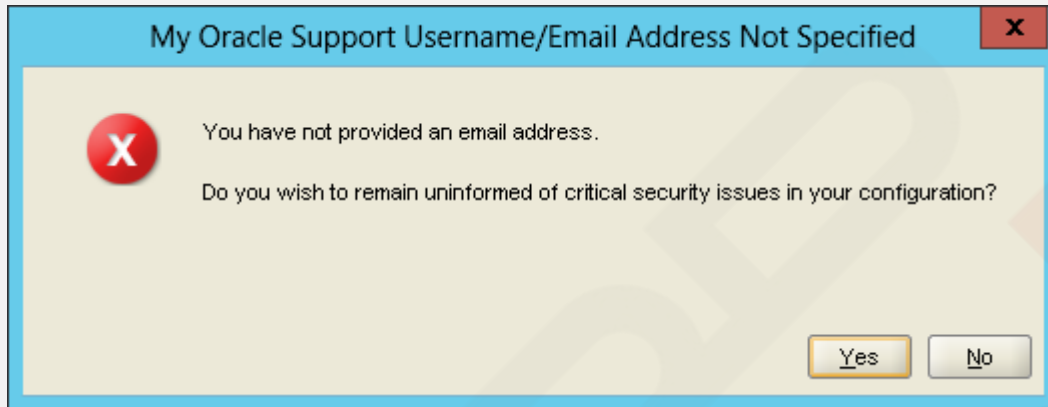 My Oracle Support Username/Email Address Not Specified
x
You have not provided an email address.
Do you wish to remain uninformed of critical security issues in your configuration?
Yes No